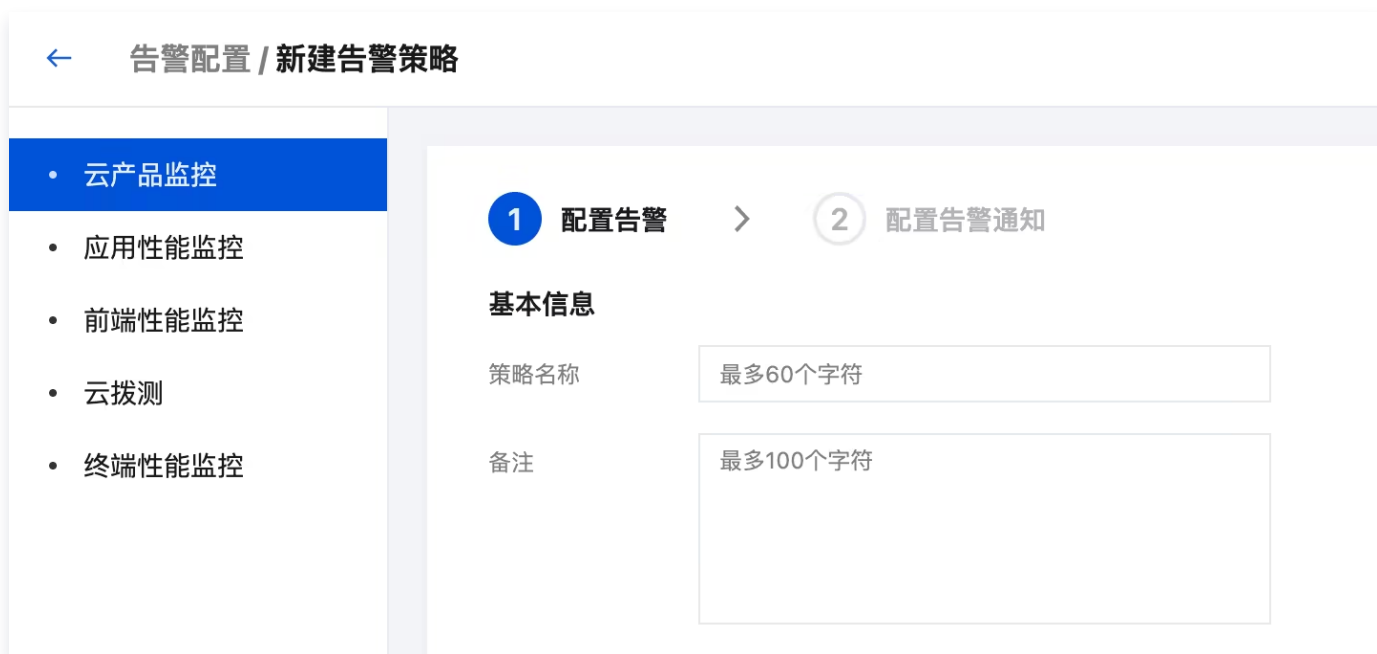 告警配置 / 新建告警策略
云产品监控
应用性能监控
前端性能监控
云拨测
终端性能监控
1 配置告警 2 配置告警通知
基本信息
策略名称 最多60个字符
备注 最多100个字符